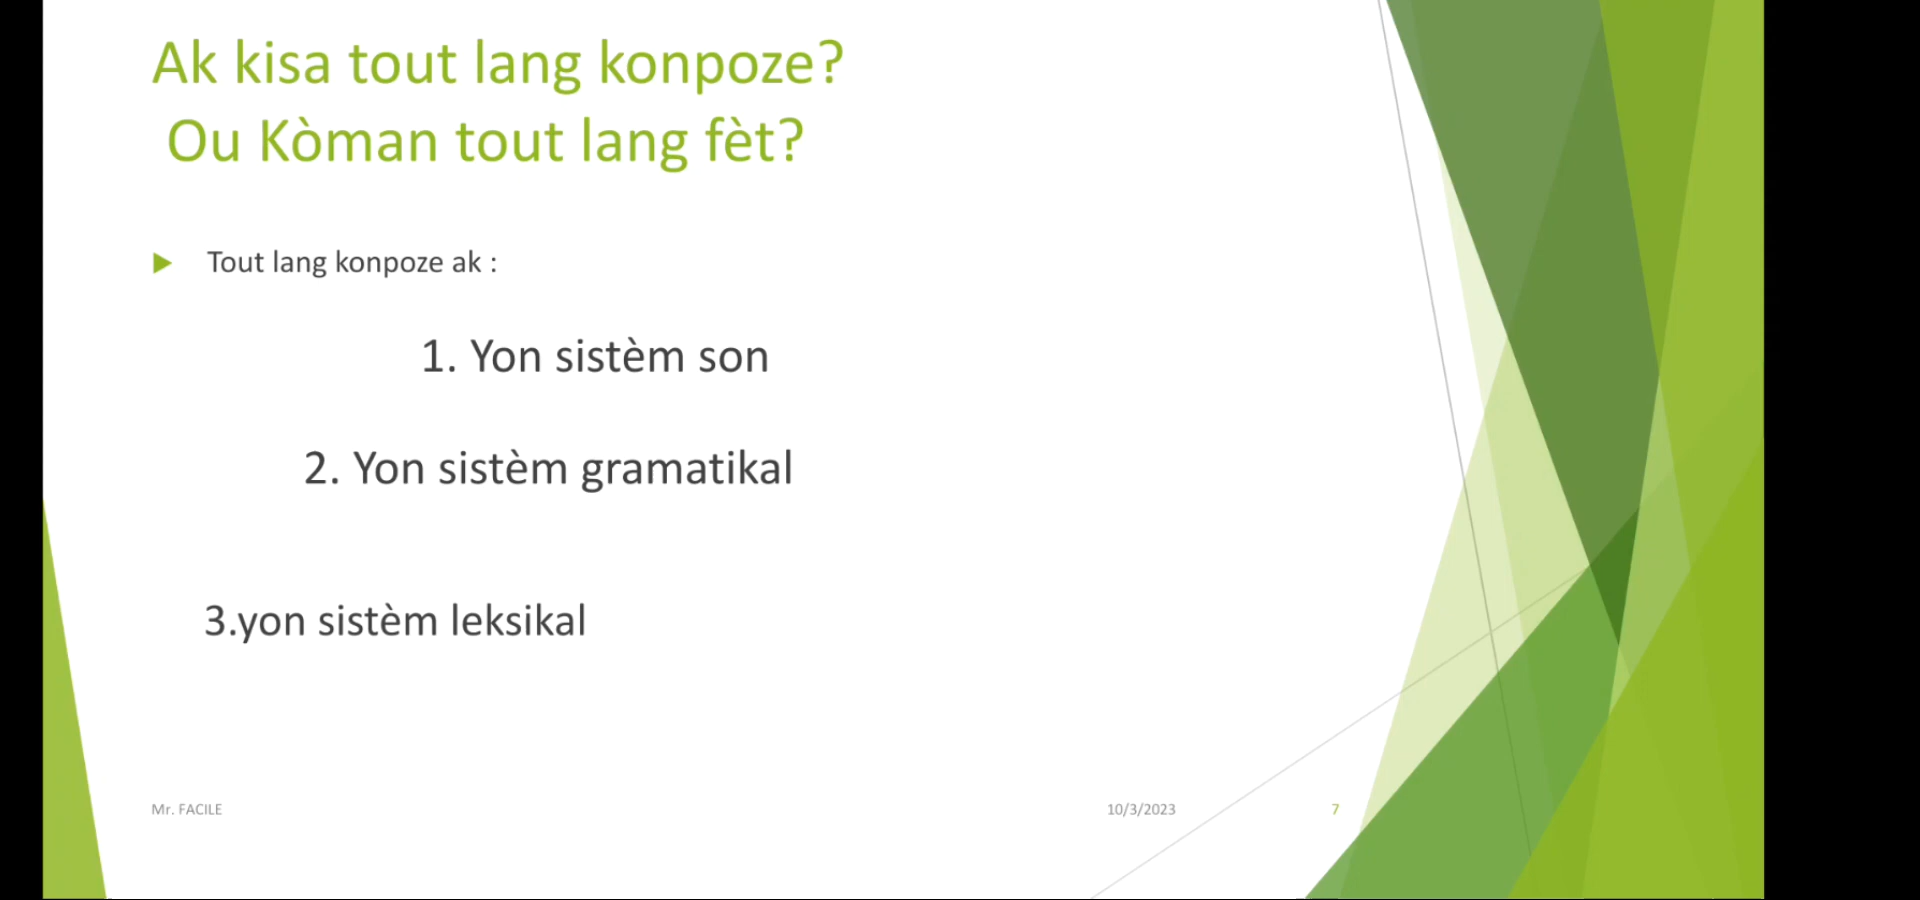 Ak kisa tout lang konpoze?
Ou Kòman tout lang fèt?
Tout lang konpoze ak :
1. Yon sistèm son
2. Yon sistèm gramatikal
3.yon sistèm leksikal
Mr. FACILE
10/3/2023
7